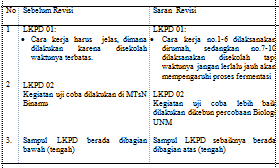 No Sebelum Revisi Saran Revisi
1 LKPD 01:
• Cara kerja harus jelas, dimana dilakukan karena disekolah waktunya terbatas.
LKPD 01:
• Cara kerja no.1-6 dilaksanakan dirumah, sedangkan no.7-10 dilaksanakan disekolah tapi waktunya jangan terlalu jauh akan mempengaruhi proses fermentasi
2 LKPD 02
Kegiatan uji coba dilakukan di MTsN Binamu
LKPD 02
Kegiatan uji coba lebih baik dilakukan dikebun percobaan Biologi UNM
3. Sampul LKPD berada dibagian bawah (tengah)
Sampul LKPD sebaiknya berada dibagian atas (tengah)